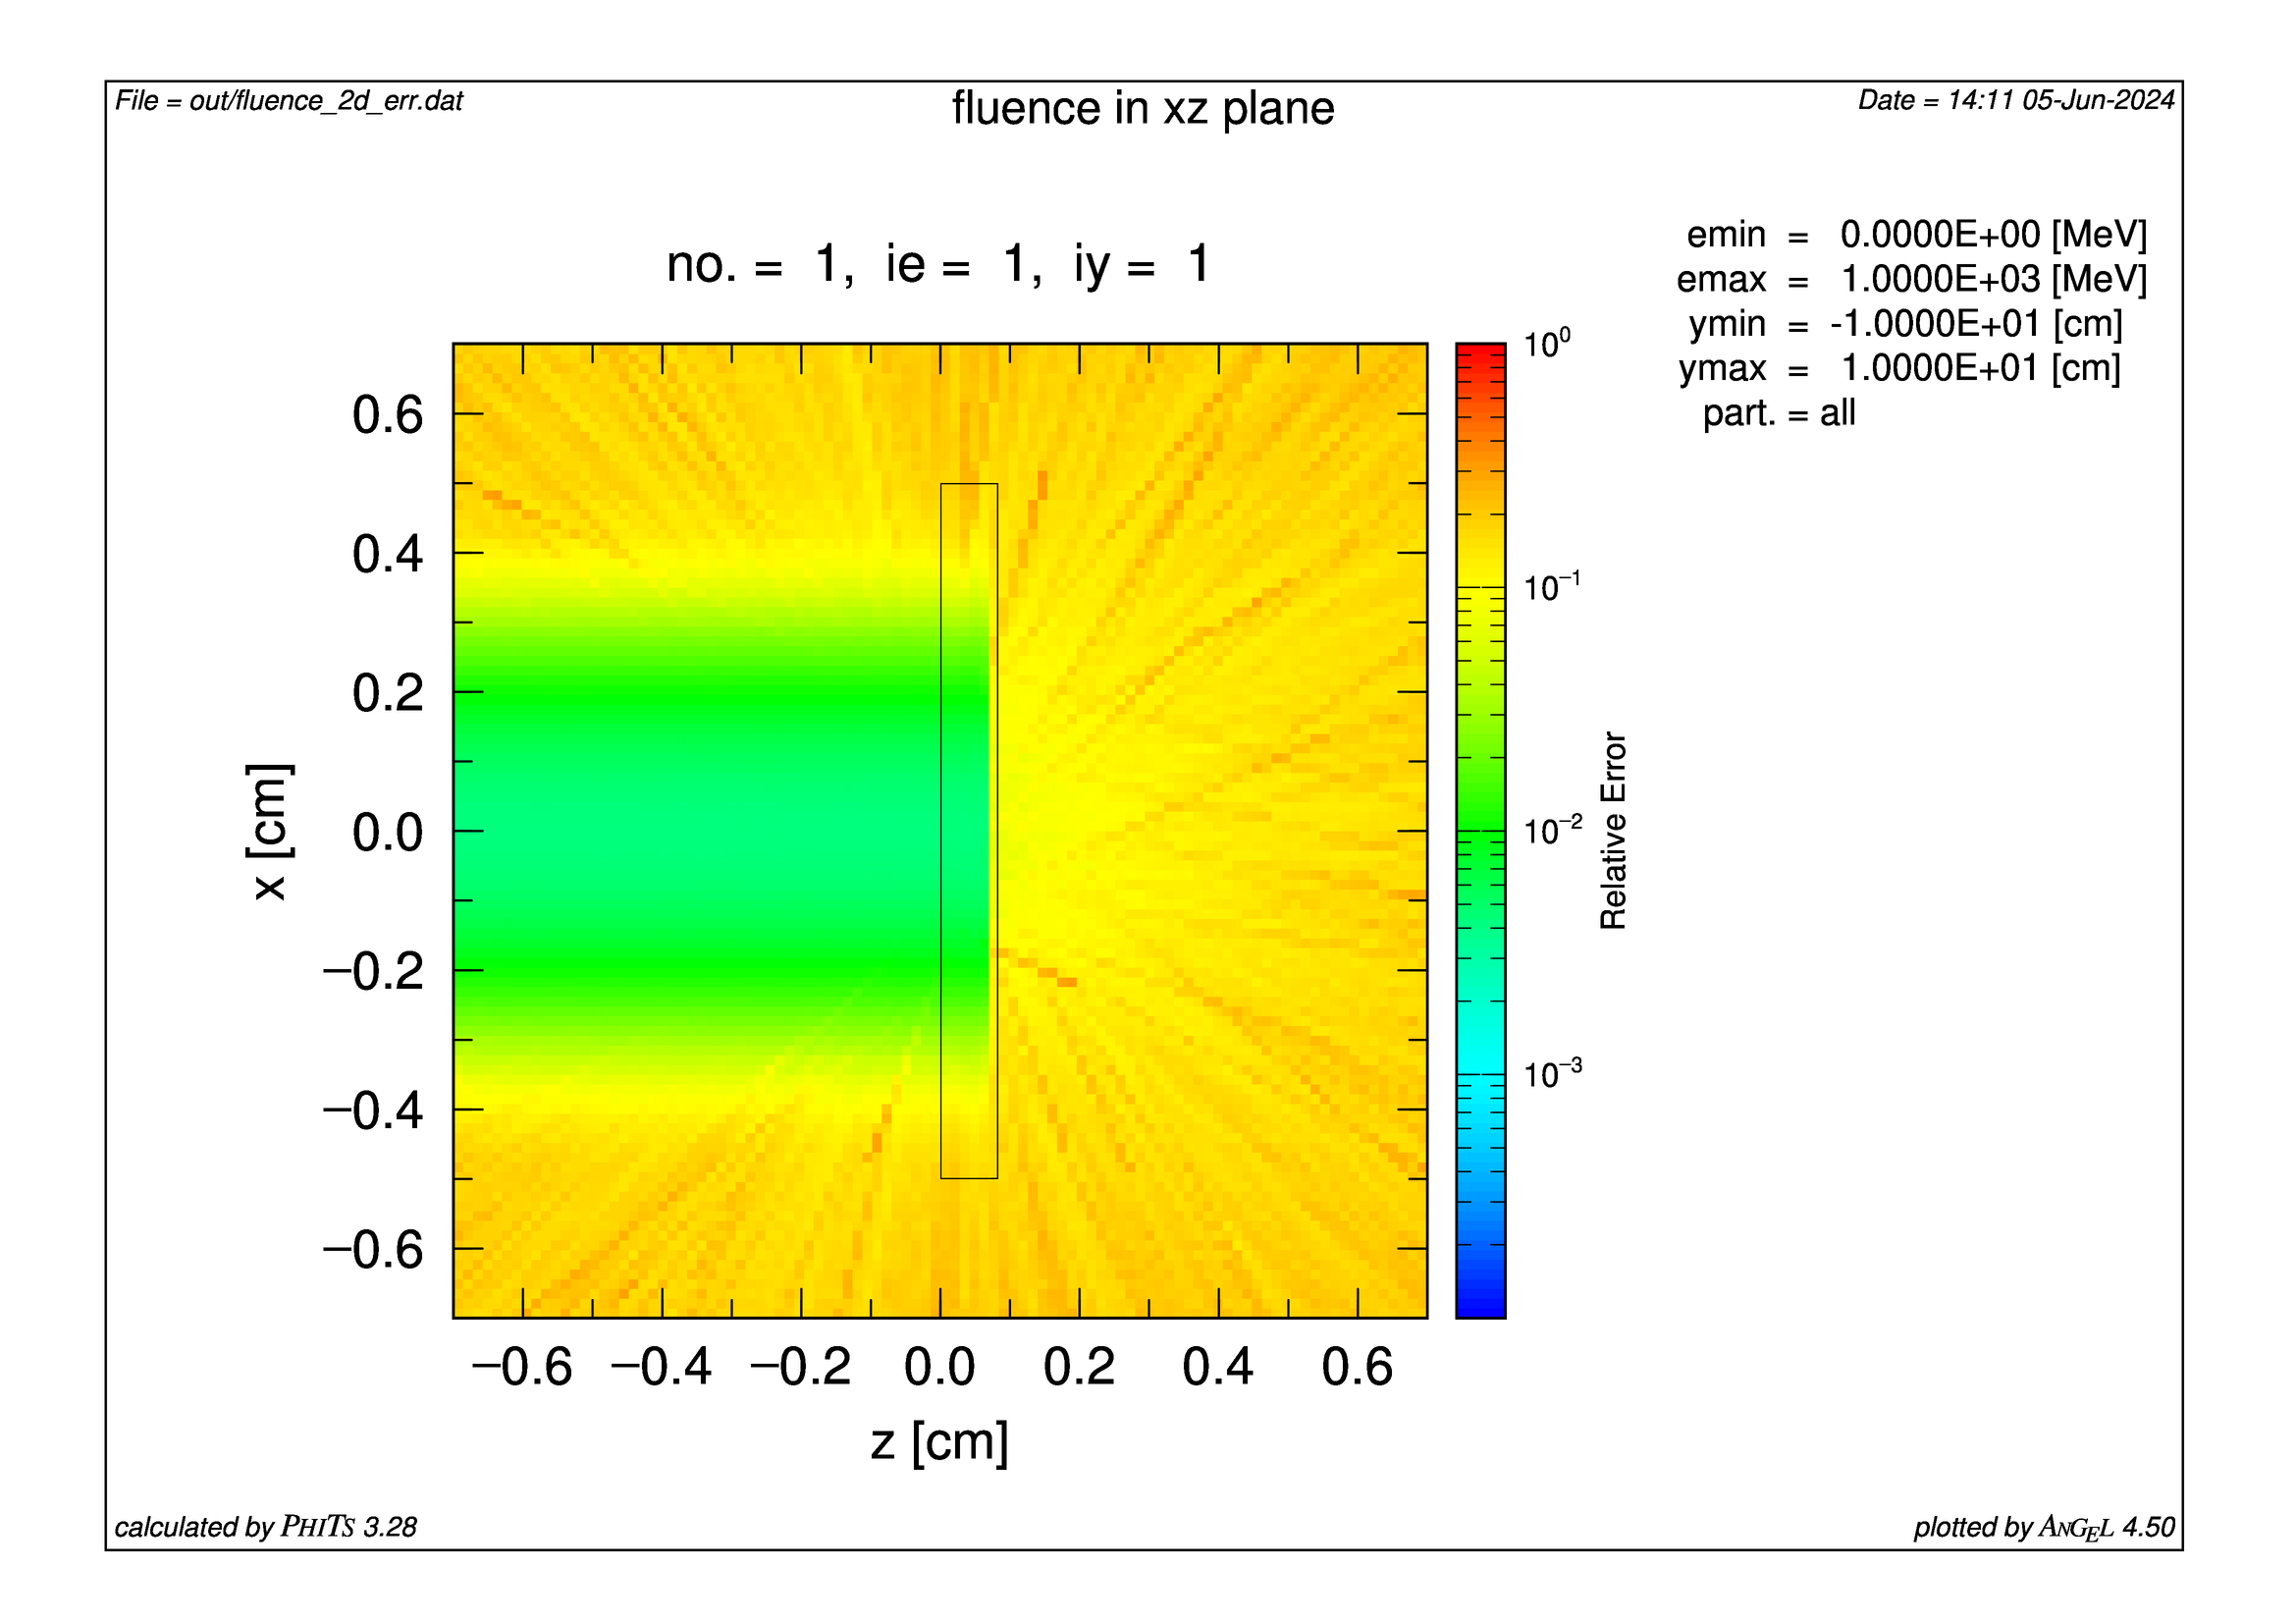 File = out/fluence_2d_err.dat
fluence in xz plane
Date = 14:11 05-Jun-2024
no. = 1, ie = 1, iy = 1
emin = 0.0000E+00 [MeV]
emax = 1.0000E+03 [MeV]
ymin = -1.0000E+01 [cm]
ymax = 1.0000E+01 [cm]
part. = all
0.6
0.4
0.2
0.0
−0.2
−0.4
−0.6
x [cm]
−0.6 −0.4 −0.2 0.0 0.2 0.4 0.6
z [cm]
10⁰
10⁻¹
10⁻²
10⁻³
Relative Error
calculated by PHITS 3.28
plotted by ANGEL 4.50